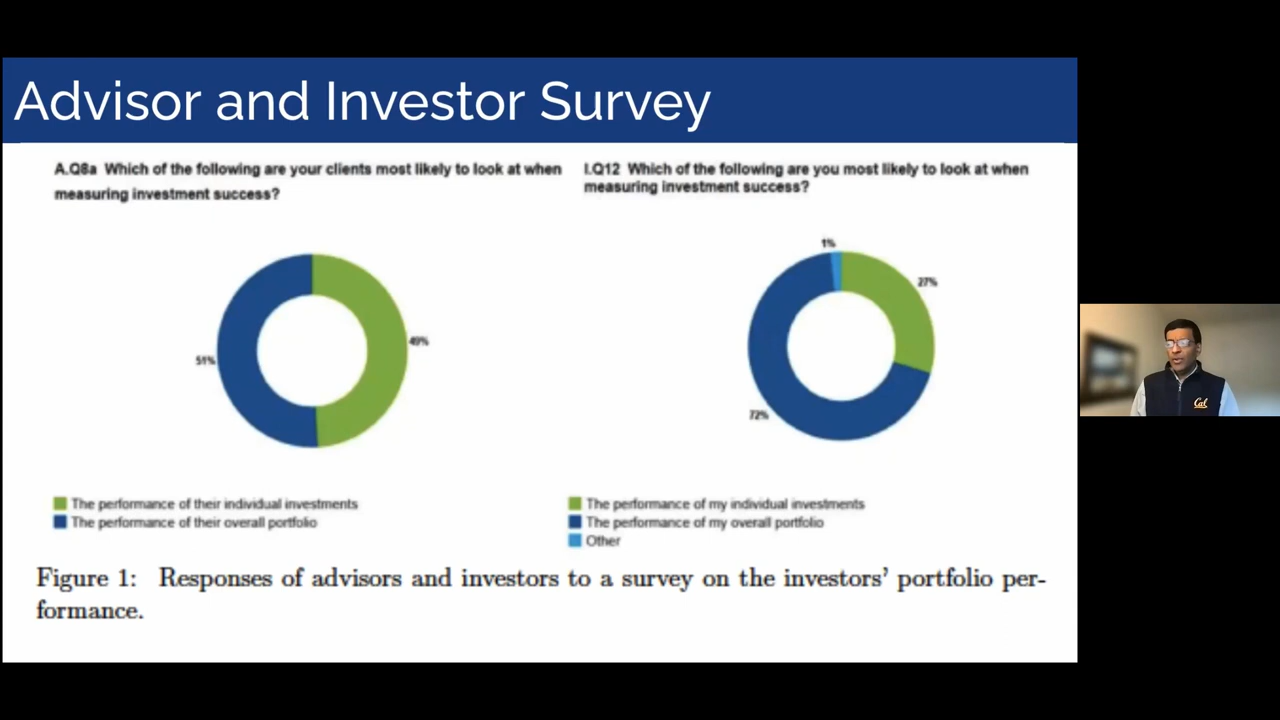 Advisor and Investor Survey
A.Q8a Which of the following are your clients most likely to look at when
measuring investment success?
51%
49%
The performance of their individual investments
The performance of their overall portfolio
I.Q12 Which of the following are you most likely to look at when
measuring investment success?
1%
27%
72%
The performance of my individual investments
The performance of my overall portfolio
Other
Figure 1: Responses of advisors and investors to a survey on the investors' portfolio per-
formance.
Cal